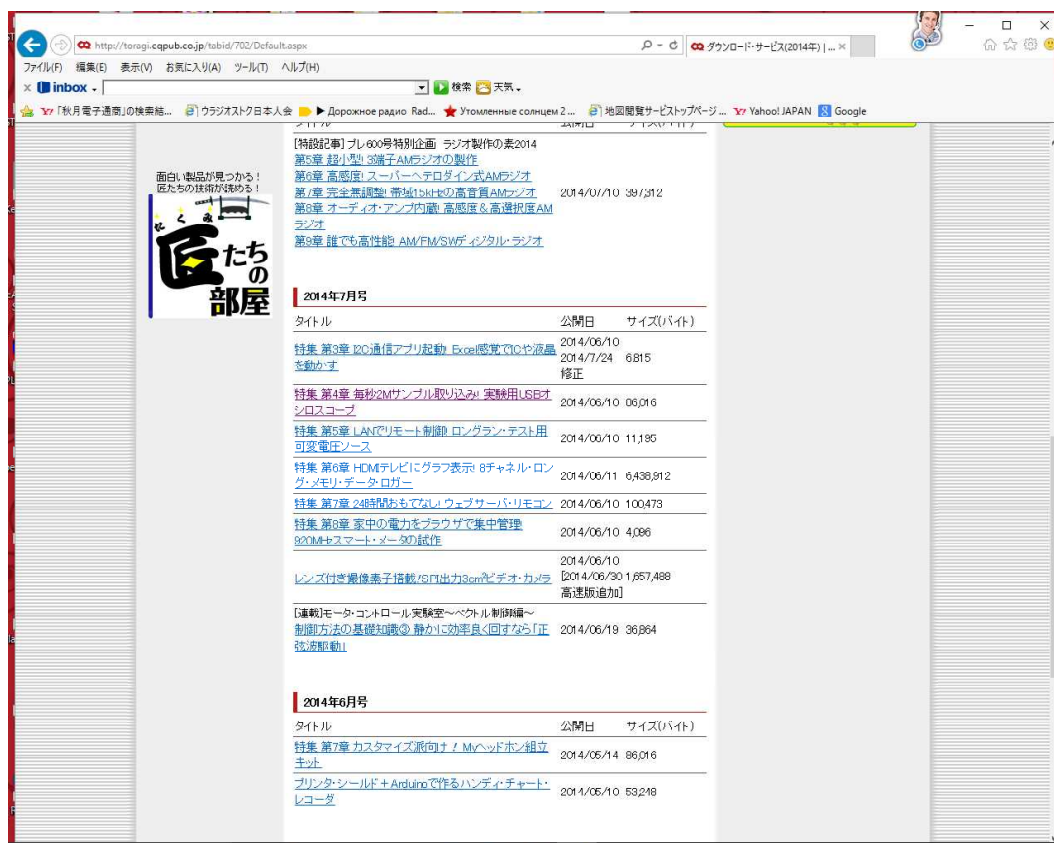 http://toragi.cqpub.co.jp/tabid/702/Default.aspx
ダウンロード・サービス(2014年) | ...
ファイル(F) 編集(E) 表示(V) お気に入り(A) ツール(T) ヘルプ(H)
inbox 検索 天気
「秋月電子通商」の検索結... ウラジオストク日本人会 Дорожное радио Rad... Утомленные солнцем 2 ... 地図閲覧サービストップページ ... Yahoo! JAPAN Google
面白い製品が見つかる!
匠たちの技術が読める!
たくみ
匠たちの部屋
[特設記事] プレ600号特別企画 ラジオ製作の素2014
第5章 超小型! 3端子AMラジオの製作
第6章 高感度! スーパーヘテロダイン式AMラジオ
第7章 完全無調整! 帯域15kHzの高音質AMラジオ 2014/07/10 397,312
第8章 オーディオ・アンプ内蔵! 高感度&高選択度AM
ラジオ
第9章 誰でも高性能! AM/FM/SWディジタル・ラジオ
2014年7月号
タイトル 公開日 サイズ(バイト)
特集 第3章 I2C通信アプリ起動! Excel感覚でICや液晶
を動かす
2014/06/10
2014/7/24 6,815
修正
特集 第4章 毎秒2Mサンプル取り込み! 実験用USBオ
シロスコープ
2014/06/10
特集 第5章 LANでリモート制御! ロングラン・テスト用
可変電圧ソース
2014/06/10 11,195
特集 第6章 HDMIテレビにグラフ表示! 8チャネル・ロン
グ・メモリ・データ・ロガー
2014/06/11 6,438,912
特集 第7章 24時間おもてなし! ウェブサーバ・リモコン 2014/06/10 100,473
特集 第8章 家中の電力をブラウザで集中管理!
920MHzスマート・メータの試作
2014/06/10 4,096
レンズ付き撮像素子搭載!SPI出力3cm²ビデオ・カメラ
2014/06/10
[2014/06/30 1,657,488
高速版追加]
[連載]モータ・コントロール実験室~ベクトル制御編~
制御方法の基礎知識③ 静かに効率良く回すなら「正
弦波駆動」
2014/06/19 36,864
2014年6月号
タイトル 公開日 サイズ(バイト)
特集 第7章 カスタマイズ派向け! Myヘッドホン組立
キット
2014/05/14 86,016
プリンタ・シールド+Arduinoで作るハンディ・チャート・
レコーダ
2014/05/10 53,248